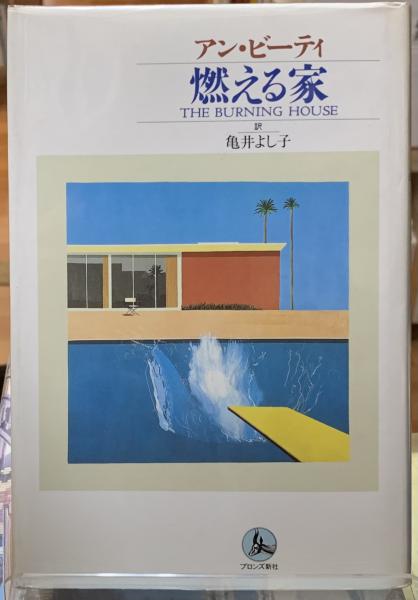 アン・ビーティ
燃える家
THE BURNING HOUSE
訳
亀井よし子
ブロンズ新社